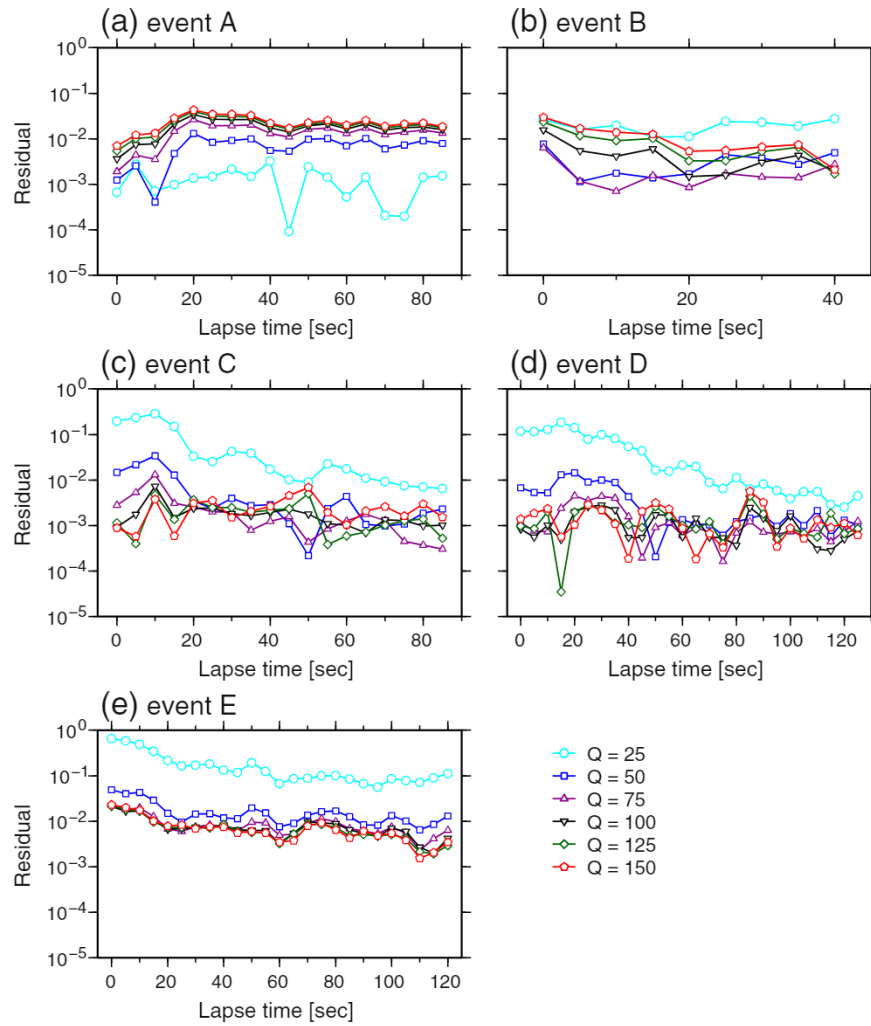 (a) event A
(b) event B
10^0
10^-1
10^-2
10^-3
10^-4
10^-5
Residual
0 20 40 60 80
Lapse time [sec]
0 20 40
Lapse time [sec]
(c) event C
(d) event D
10^0
10^-1
10^-2
10^-3
10^-4
10^-5
Residual
0 20 40 60 80
Lapse time [sec]
0 20 40 60 80 100 120
Lapse time [sec]
(e) event E
10^0
10^-1
10^-2
10^-3
10^-4
10^-5
Residual
0 20 40 60 80 100 120
Lapse time [sec]
Q = 25
Q = 50
Q = 75
Q = 100
Q = 125
Q = 150